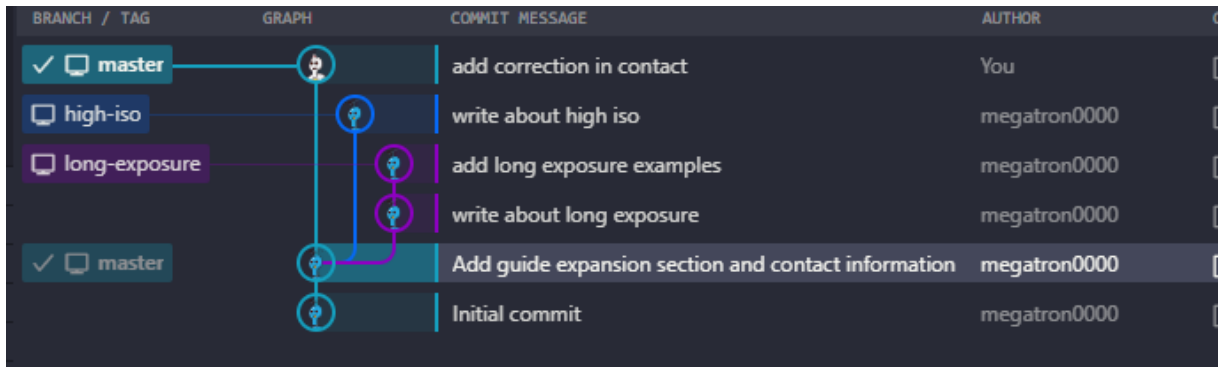 BRANCH / TAG GRAPH COMMIT MESSAGE AUTHOR
master add correction in contact You
high-iso write about high iso megatron0000
long-exposure add long exposure examples megatron0000
write about long exposure megatron0000
master Add guide expansion section and contact information megatron0000
Initial commit megatron0000